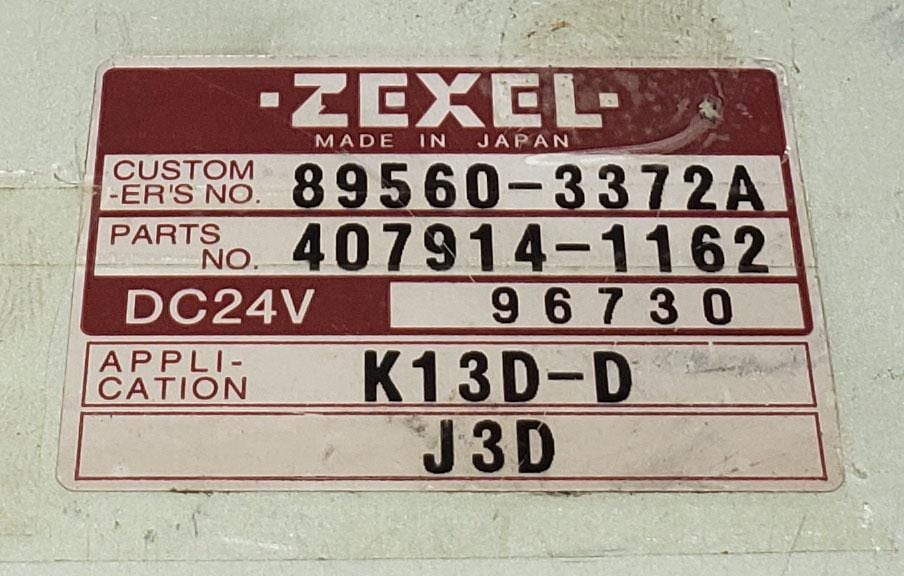 ·ZEXEL·
MADE IN JAPAN
CUSTOM
-ER'S NO. 89560-3372A
PARTS
NO. 407914-1162
DC24V 96730
APPLI-
CATION K13D-D
J3D